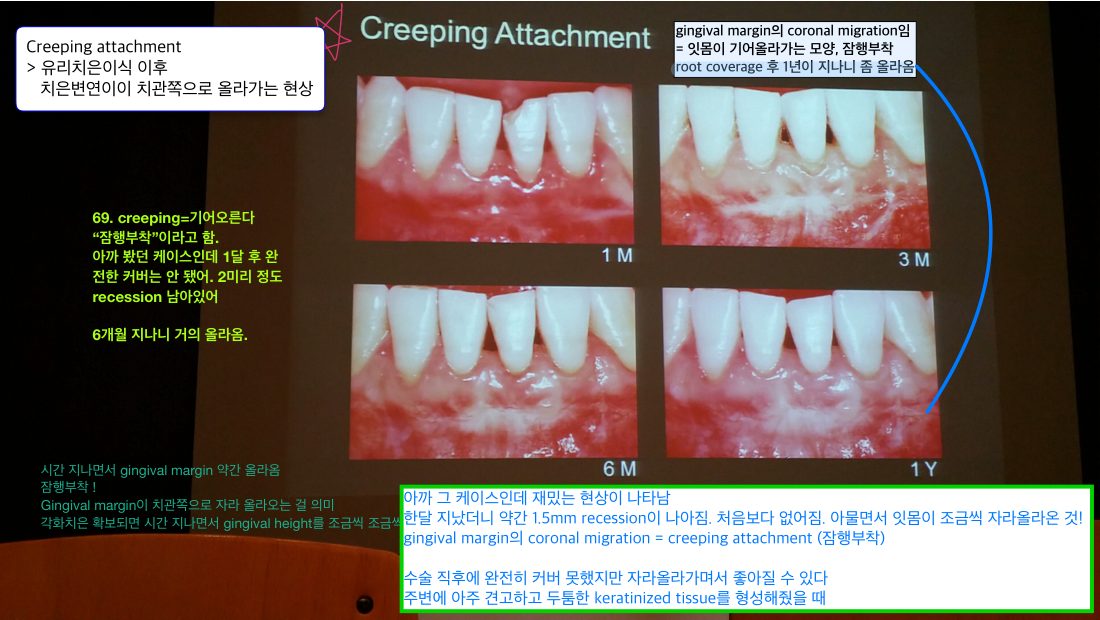 Creeping Attachment
Creeping attachment
> 유리치은이식 이후
치은변연이이 치관쪽으로 올라가는 현상
gingival margin의 coronal migration임
= 잇몸이 기어올라가는 모양, 잠행부착
root coverage 후 1년이 지나니 좀 올라옴
1 M
3 M
69. creeping=기어오른다
“잠행부착”이라고 함.
아까 봤던 케이스인데 1달 후 완
전한 커버는 안 됐어. 2미리 정도
recession 남아있어
6개월 지나니 거의 올라옴.
6 M
1 Y
시간 지나면서 gingival margin 약간 올라옴
잠행부착 !
Gingival margin이 치관쪽으로 자라 올라오는 걸 의미
각화치은 확보되면 시간 지나면서 gingival height를 조금씩 조금씩
아까 그 케이스인데 재밌는 현상이 나타남
한달 지났더니 약간 1.5mm recession이 나아짐. 처음보다 없어짐. 아물면서 잇몸이 조금씩 자라올라온 것!
gingival margin의 coronal migration = creeping attachment (잠행부착)
수술 직후에 완전히 커버 못했지만 자라올라가며서 좋아질 수 있다
주변에 아주 견고하고 두툼한 keratinized tissue를 형성해줬을 때